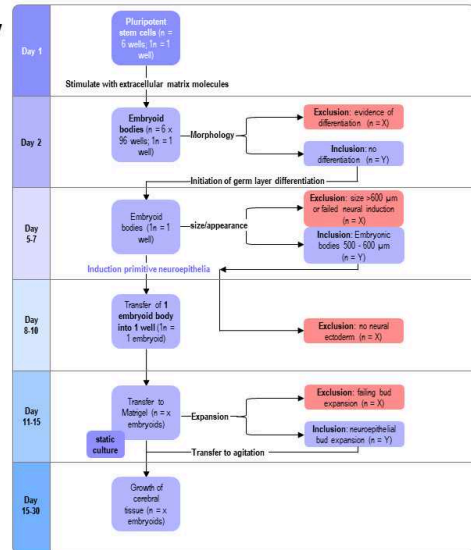 Day 1
Pluripotent
stem cells (n =
6 wells; 1n = 1
well)
Stimulate with extracellular matrix molecules
Day 2
Embryoid
bodies (n = 6 x
96 wells; 1n = 1
well)
Morphology
Exclusion: evidence of
differentiation (n = X)
Inclusion: no
differentiation (n = Y)
Initiation of germ layer differentiation
Day
5-7
Embryoid
bodies (1n = 1
well)
size/appearance
Exclusion: size >600 µm
or failed neural induction
(n = X)
Inclusion: Embryonic
bodies 500 - 600 µm
(n = Y)
Induction primitive neuroepithelia
Day
8-10
Transfer of 1
embryoid body
into 1 well (1n =
1 embryoid)
Exclusion: no neural
ectoderm (n = X)
Day
11-15
Transfer to
Matrigel (n = x
embryoids)
static
culture
Expansion
Exclusion: failing bud
expansion (n = X)
Inclusion: neuroepithelial
bud expansion (n = Y)
Transfer to agitation
Day
15-30
Growth of
cerebral
tissue (n = x
embryoids)